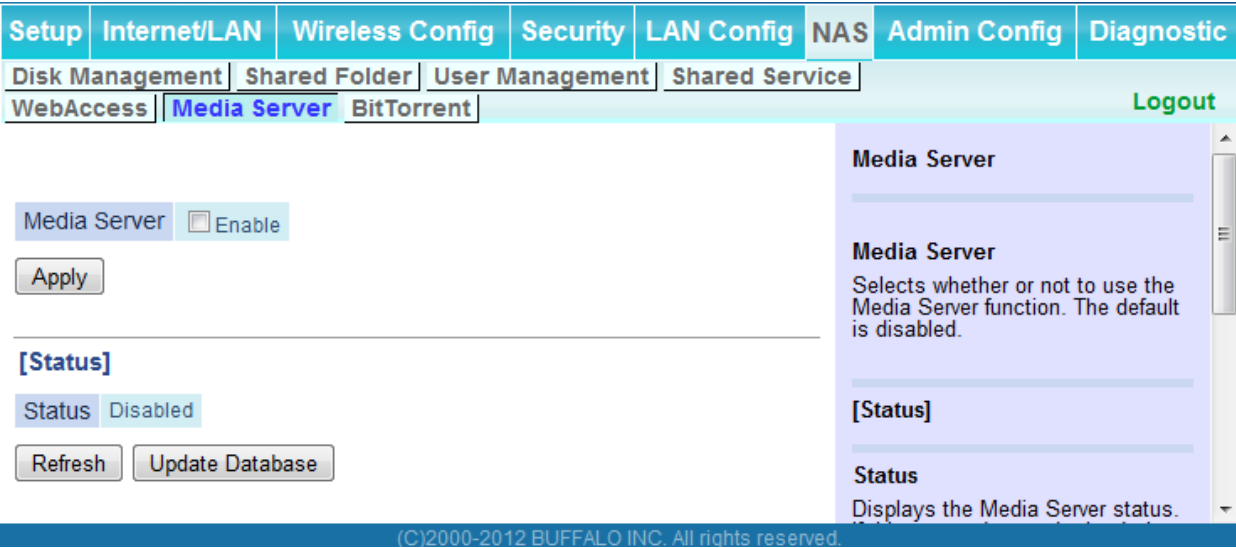 Setup Internet/LAN Wireless Config Security LAN Config NAS Admin Config Diagnostic
Disk Management Shared Folder User Management Shared Service
WebAccess Media Server BitTorrent
Logout
Media Server Enable
Apply
[Status]
Status Disabled
Refresh Update Database
Media Server
Media Server
Selects whether or not to use the
Media Server function. The default
is disabled.
[Status]
Status
Displays the Media Server status.
(C)2000-2012 BUFFALO INC. All rights reserved.